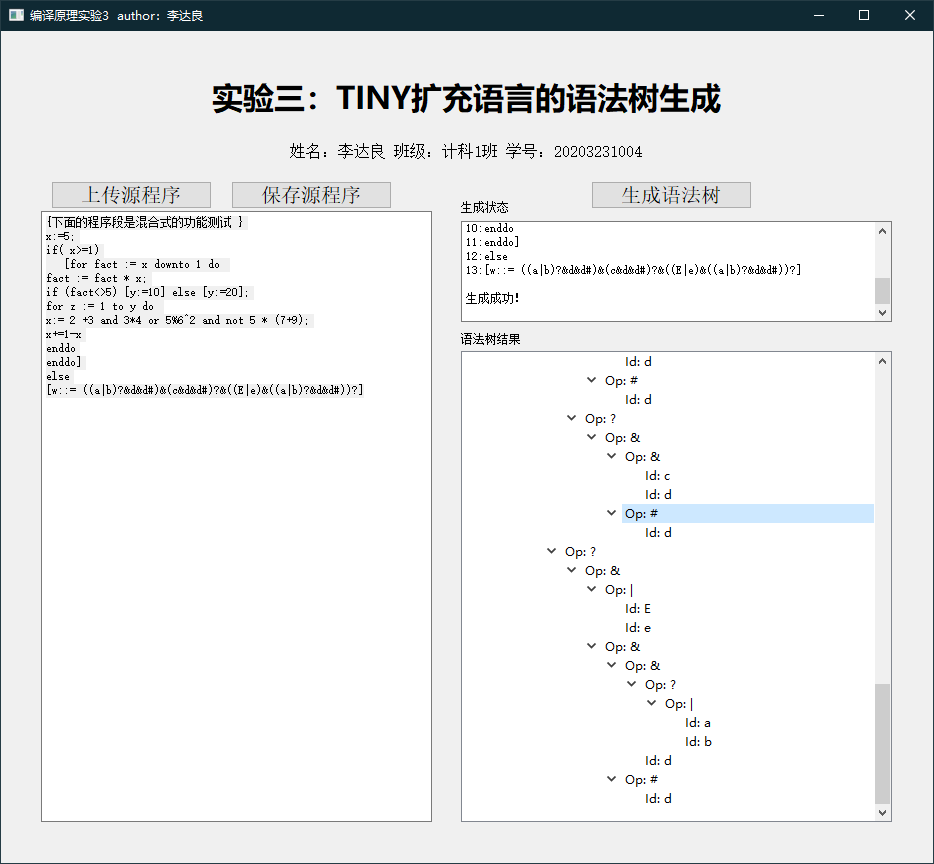 编译原理实验3 author: 李达良
实验三：TINY扩充语言的语法树生成
姓名：李达良 班级：计科1班 学号：20203231004
上传源程序
保存源程序
{下面的程序段是混合式的功能测试 }
x:=5;
if( x>=1)
[for fact := x downto 1 do
fact := fact * x;
if (fact<>5) [y:=10] else [y:=20];
for z := 1 to y do
x:= 2 +3 and 3*4 or 5%6^2 and not 5 * (7+9);
x+=1-x
enddo
enddo]
else
[w::= ((a|b)?&d&d#)&(c&d&d#)?&((E|e)&((a|b)?&d&d#))?]
生成语法树
生成状态
10:enddo
11:enddo]
12:else
13:[w::= ((a|b)?&d&d#)&(c&d&d#)?&((E|e)&((a|b)?&d&d#))?]
生成成功!
语法树结果
Id: d
Op: #
Id: d
Op: ?
Op: &
Op: &
Id: c
Id: d
Op: #
Id: d
Op: ?
Op: &
Op: |
Id: E
Id: e
Op: &
Op: &
Op: ?
Op: |
Id: a
Id: b
Id: d
Op: #
Id: d